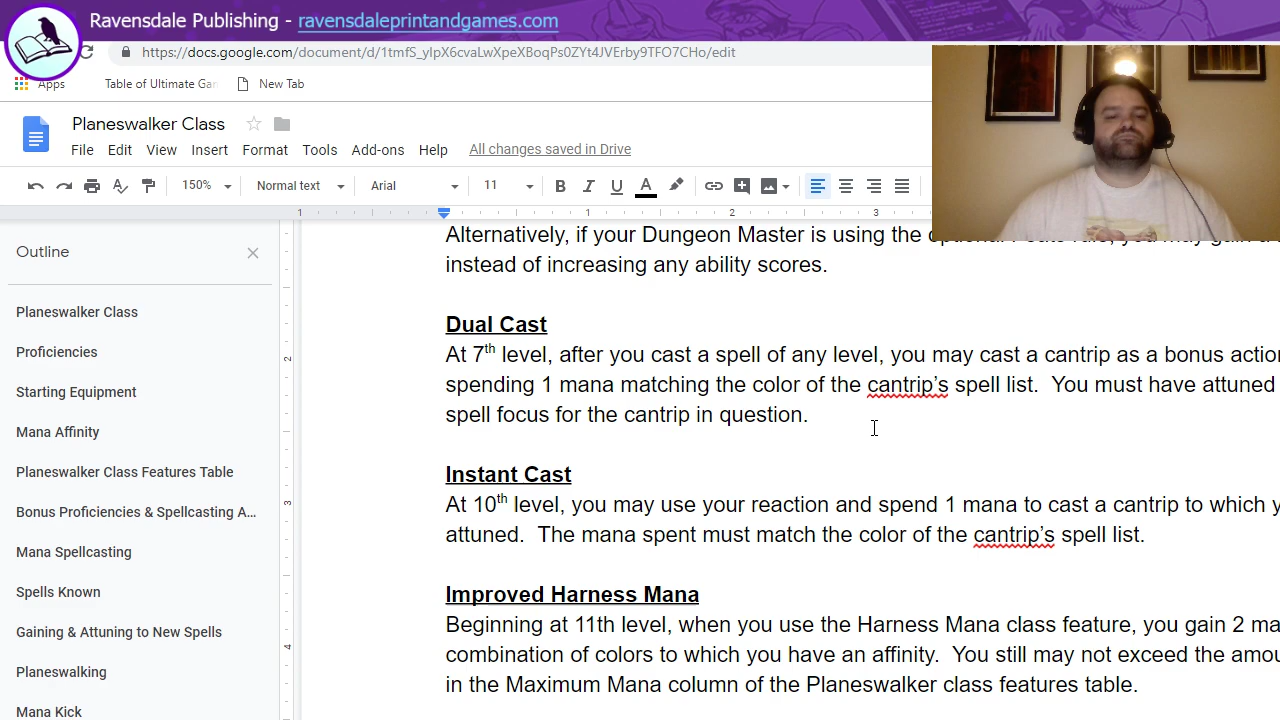 Ravensdale Publishing - ravensdaleprintandgames.com
https://docs.google.com/document/d/1tmfS_yIpX6cvaLwXpeXBoqPs0ZYt4JVErby9TFO7CHo/edit
Apps Table of Ultimate Gar New Tab
Planeswalker Class
File Edit View Insert Format Tools Add-ons Help All changes saved in Drive
150% Normal text Arial 11 B I U A
1 1 2 3
Outline
Planeswalker Class
Proficiencies
Starting Equipment
Mana Affinity
Planeswalker Class Features Table
Bonus Proficiencies & Spellcasting A...
Mana Spellcasting
Spells Known
Gaining & Attuning to New Spells
Planeswalking
Mana Kick
2
3
4
Alternatively, if your Dungeon Master is using the
instead of increasing any ability scores.
Dual Cast
At 7th level, after you cast a spell of any level, you may cast a cantrip as a bonus action
spending 1 mana matching the color of the cantrip's spell list. You must have attuned
spell focus for the cantrip in question.
Instant Cast
At 10th level, you may use your reaction and spend 1 mana to cast a cantrip to which y
attuned. The mana spent must match the color of the cantrip's spell list.
Improved Harness Mana
Beginning at 11th level, when you use the Harness Mana class feature, you gain 2 ma
combination of colors to which you have an affinity. You still may not exceed the amou
in the Maximum Mana column of the Planeswalker class features table.